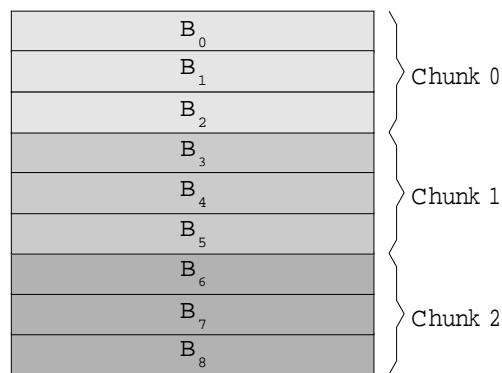 B₀
B₁
Chunk 0
B₂
B₃
B₄
Chunk 1
B₅
B₆
B₇
Chunk 2
B₈